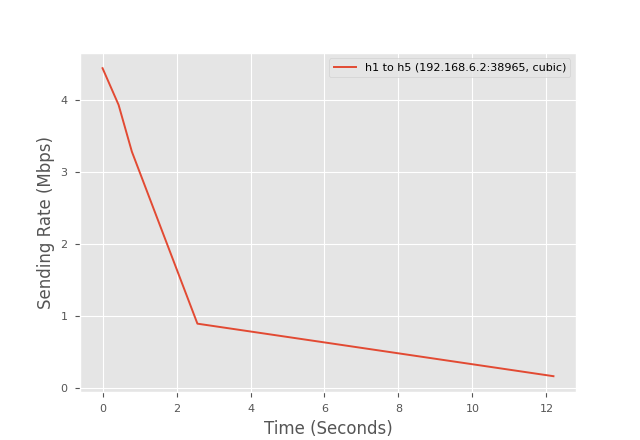 h1 to h5 (192.168.6.2:38965, cubic)
4
3
2
1
0
Sending Rate (Mbps)
0 2 4 6 8 10 12
Time (Seconds)